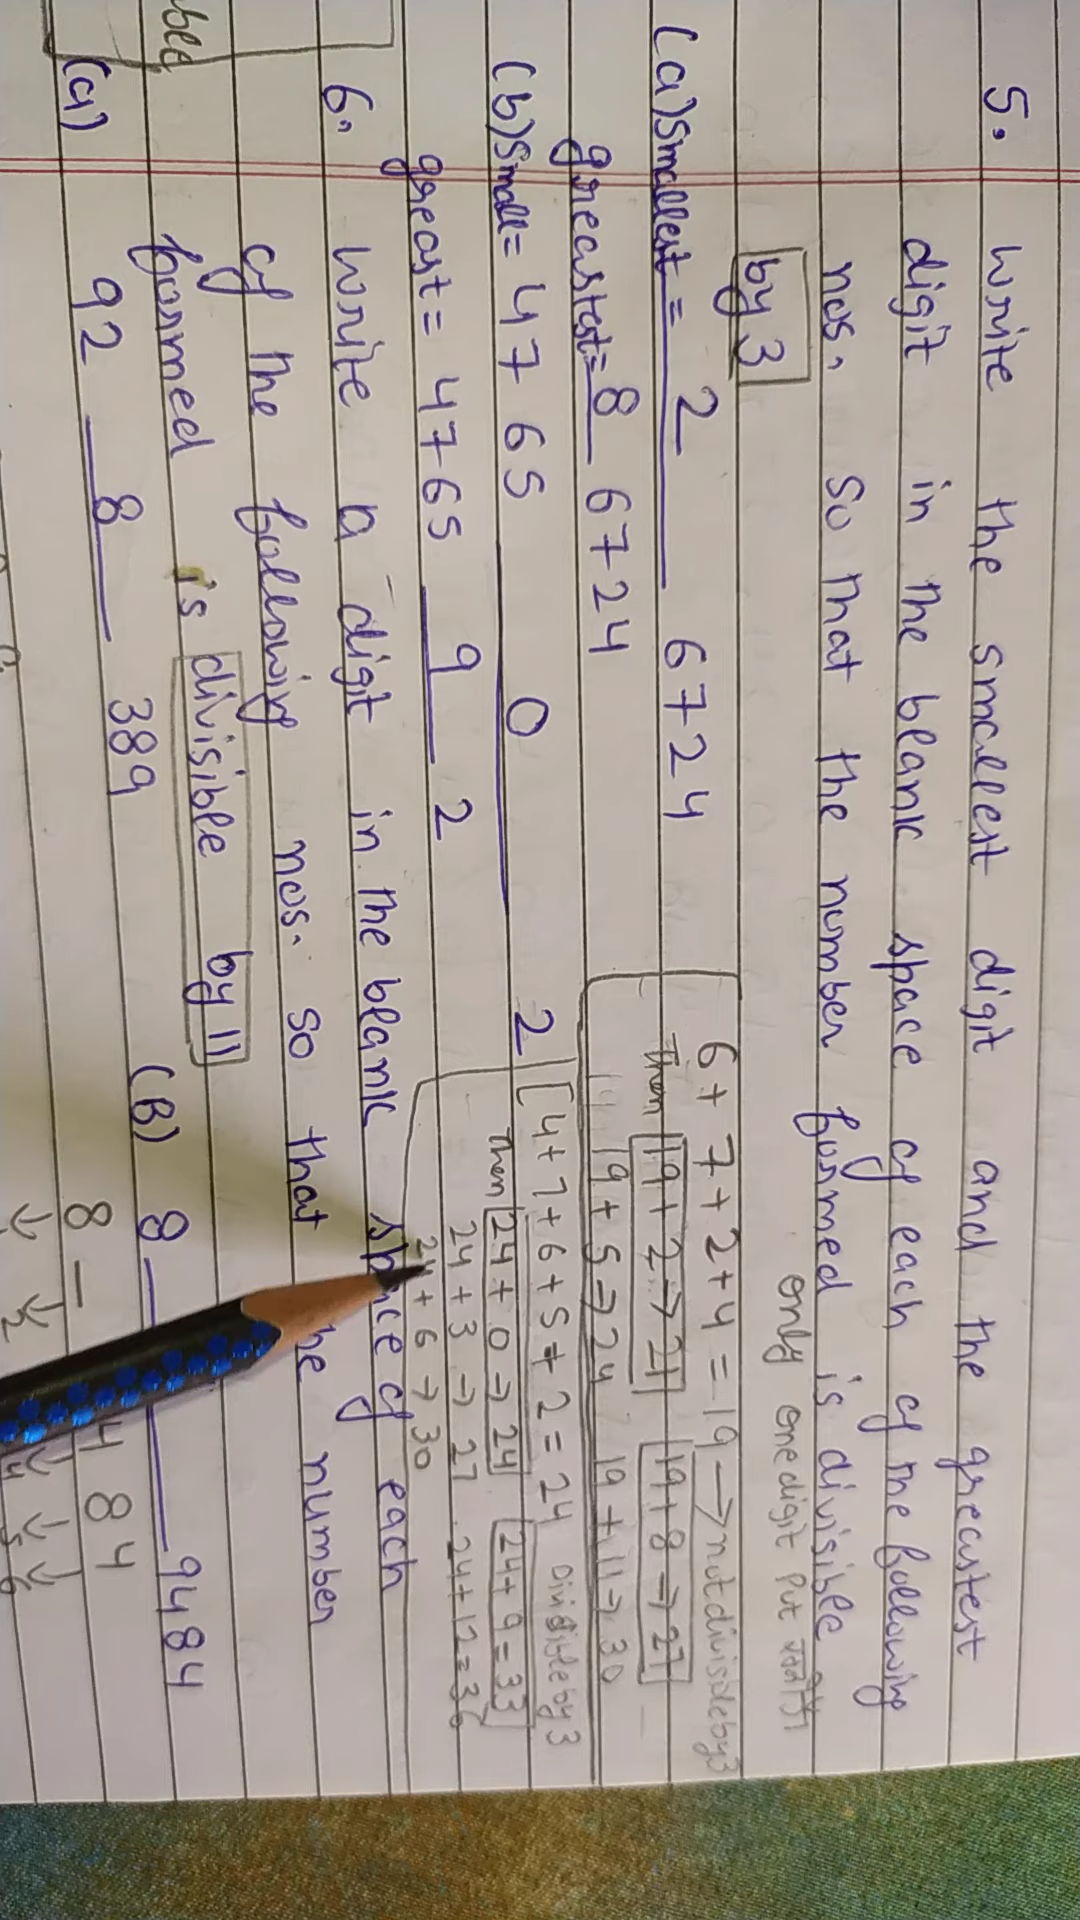 5. write the smallest digit and the greatest
digit in the blank space of each of the following
nos. so that the number formed is divisible
by 3
only one digit Put
(a) Smallest = 2 6724
greatest = 8 6724
6+7+2+4 = 19 → not divisible by 3
Then 19+2 → 21 19+8 → 27
19+5 → 24 19+11 → 30
(b) Small = 47 65 0 2
greast = 4765 9 2
4+7+6+5+2 = 24 Divisible by 3
Then 24+0 → 24 24+9=33
24+3 → 27 24+12=36
24+6 → 30
6. write a digit in the blank space of each
of the following nos. so that the number
formed is divisible by 11
(a) 92 8 389 (B) 8 9484
8 — 4 84